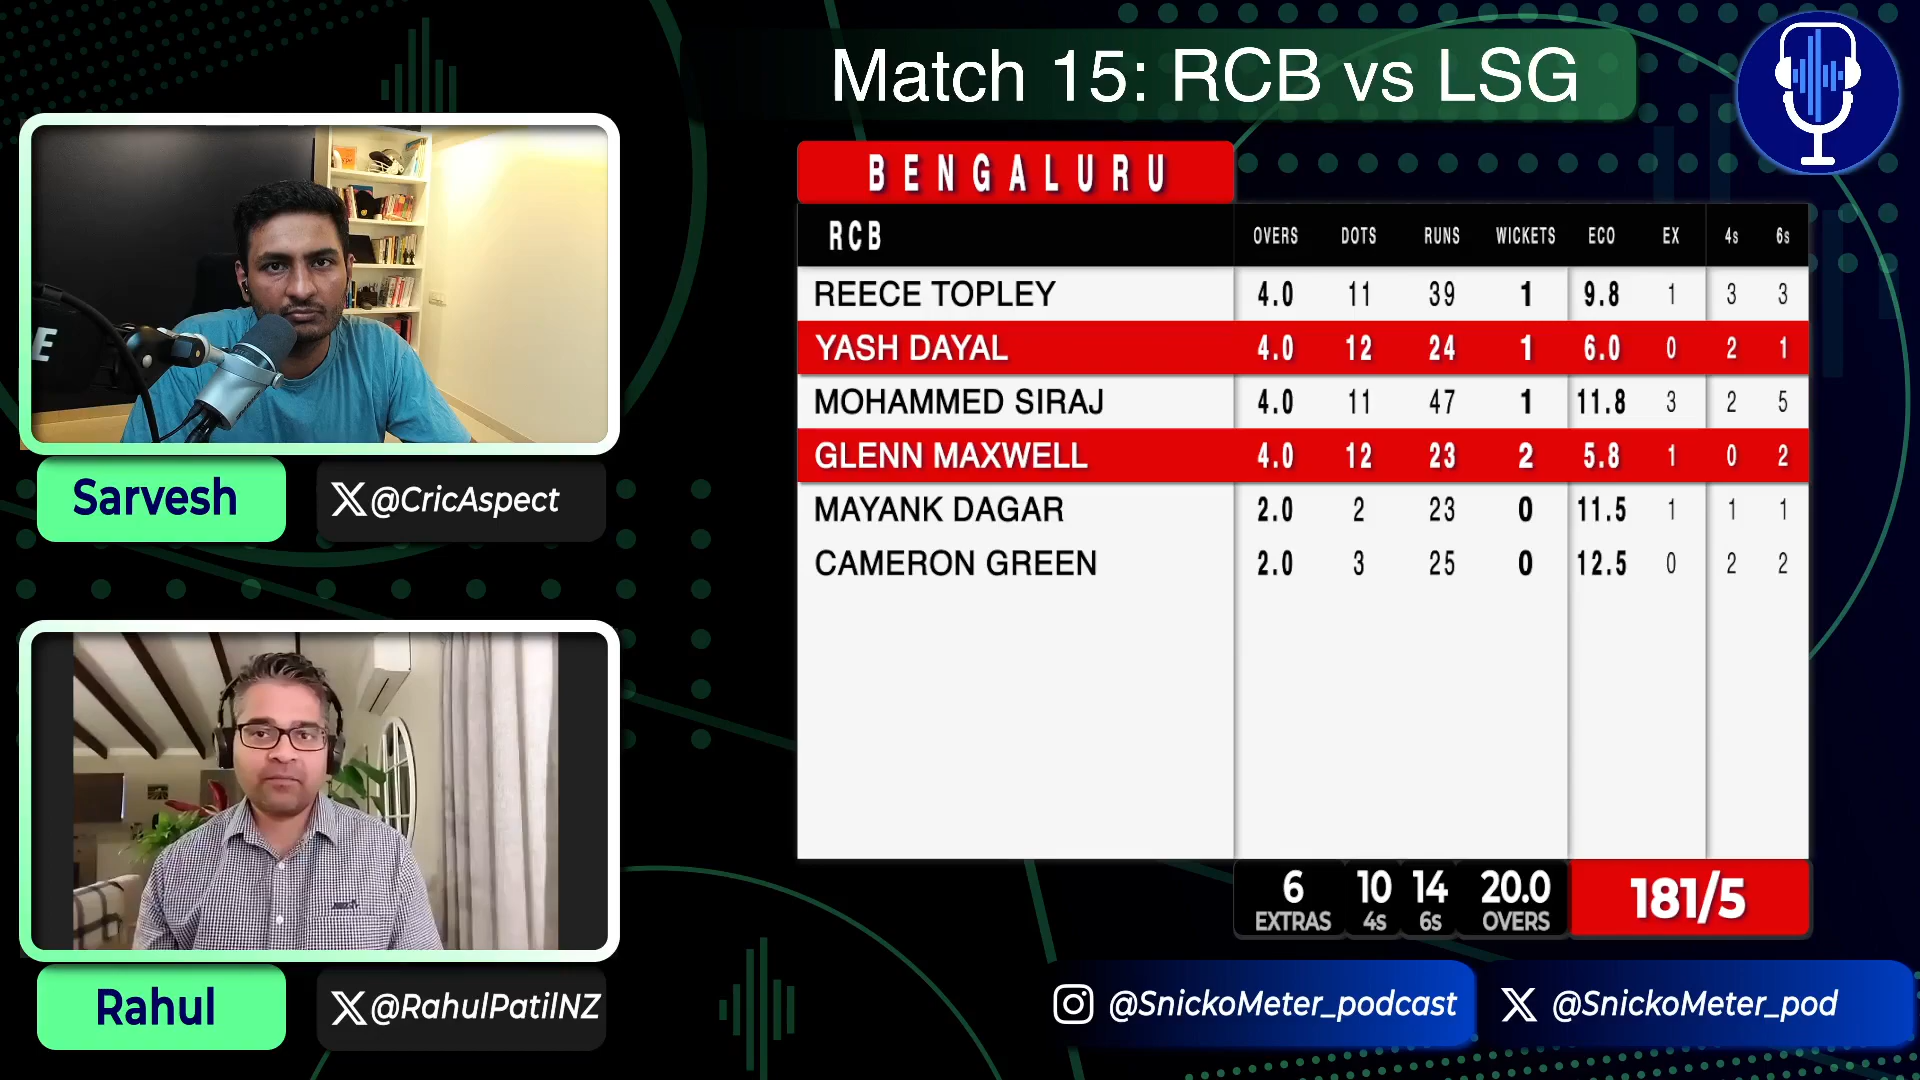 Match 15: RCB vs LSG
BENGALURU
RCB OVERS DOTS RUNS WICKETS ECO EX 4s 6s
REECE TOPLEY 4.0 11 39 1 9.8 1 3 3
YASH DAYAL 4.0 12 24 1 6.0 0 2 1
MOHAMMED SIRAJ 4.0 11 47 1 11.8 3 2 5
GLENN MAXWELL 4.0 12 23 2 5.8 1 0 2
MAYANK DAGAR 2.0 2 23 0 11.5 1 1 1
CAMERON GREEN 2.0 3 25 0 12.5 0 2 2
6 10 14 20.0 181/5
EXTRAS 4s 6s OVERS
E
Sarvesh @CricAspect
Rahul @RahulPatilNZ
@SnickoMeter_podcast @SnickoMeter_pod